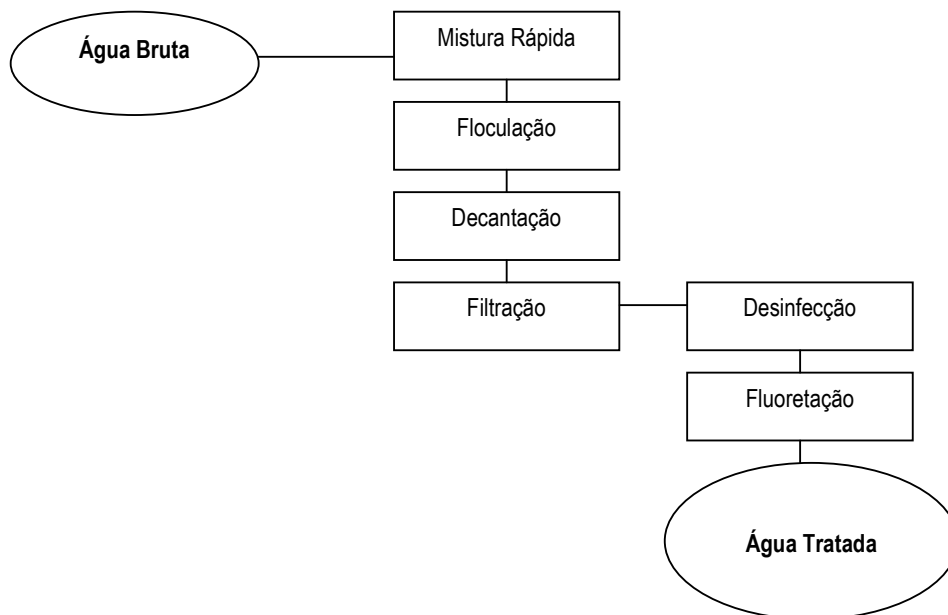 Água Bruta
Mistura Rápida
Floculação
Decantação
Filtração
Desinfecção
Fluoretação
Água Tratada